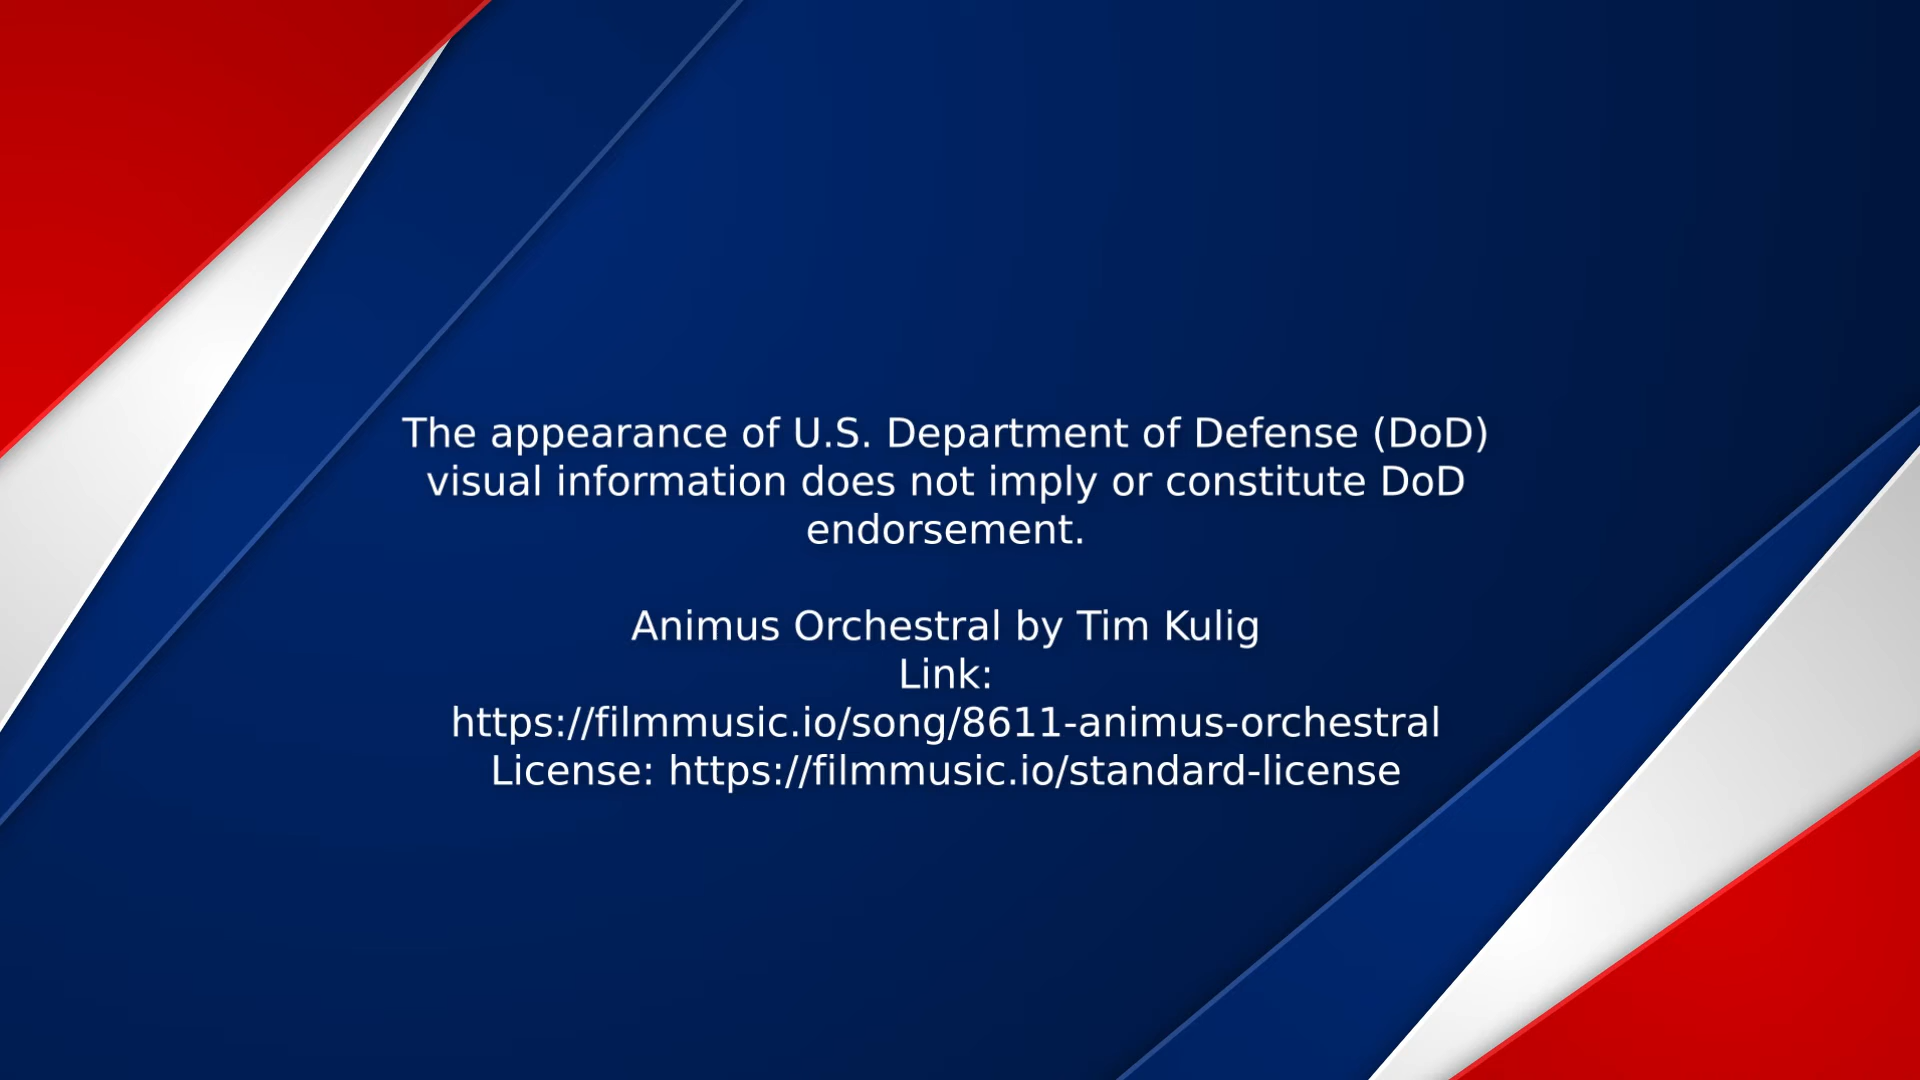 The appearance of U.S. Department of Defense (DoD)
visual information does not imply or constitute DoD
endorsement.
Animus Orchestral by Tim Kulig
Link:
https://filmmusic.io/song/8611-animus-orchestral
License: https://filmmusic.io/standard-license